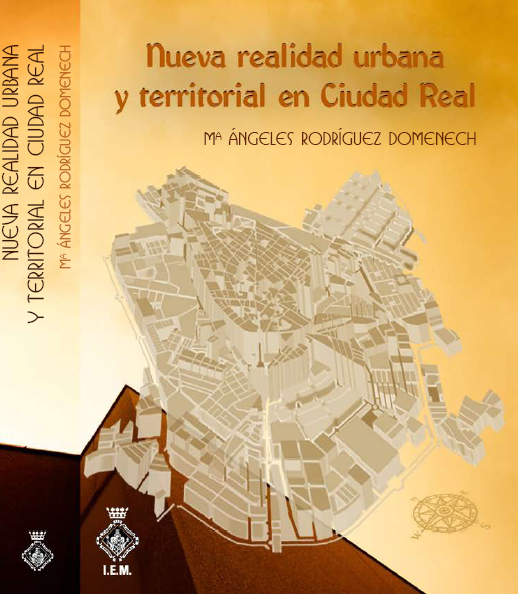 NUEVA REALIDAD URBANA
Y TERRITORIAL EN CIUDAD REAL
Mª ÁNGELES RODRÍGUEZ DOMENECH
Nueva realidad urbana
y territorial en Ciudad Real
Mª ÁNGELES RODRÍGUEZ DOMENECH
I.E.M.